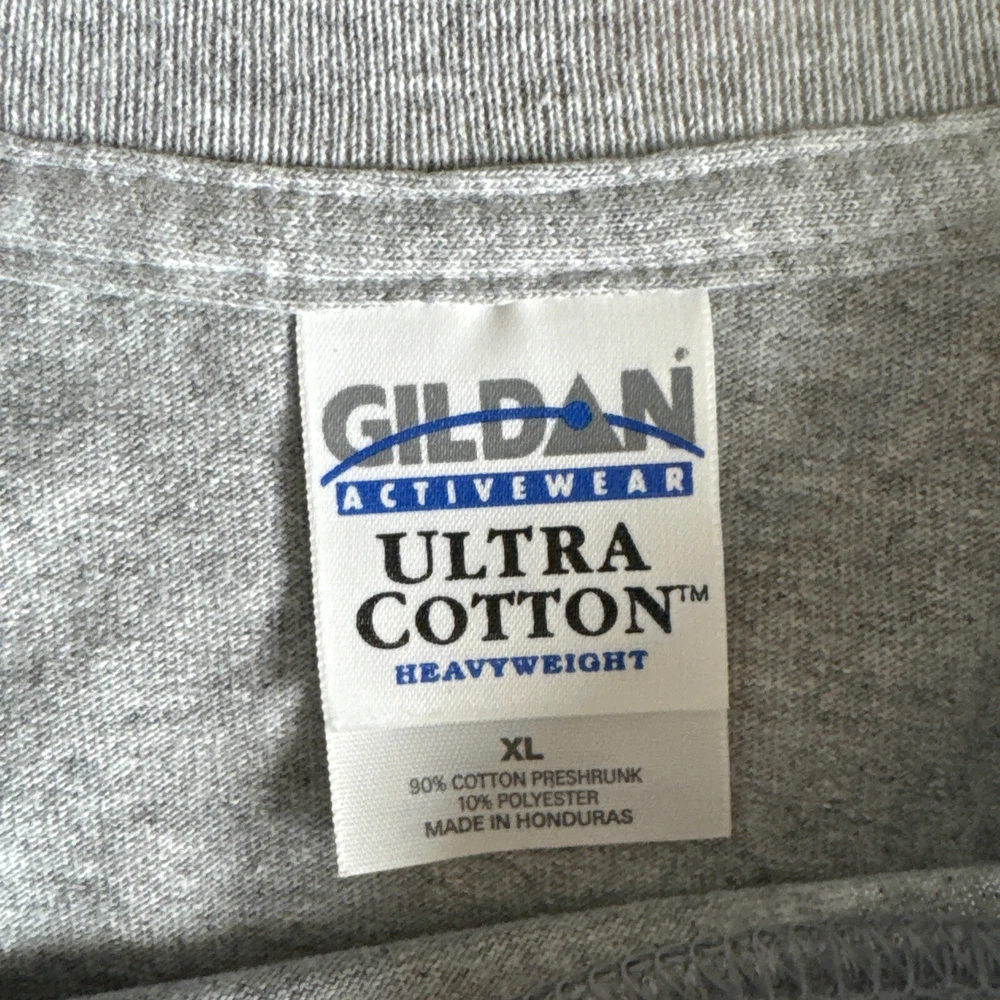 GILDAN
ACTIVEWEAR
ULTRA
COTTON™
HEAVYWEIGHT
XL
90% COTTON PRESHRUNK
10% POLYESTER
MADE IN HONDURAS